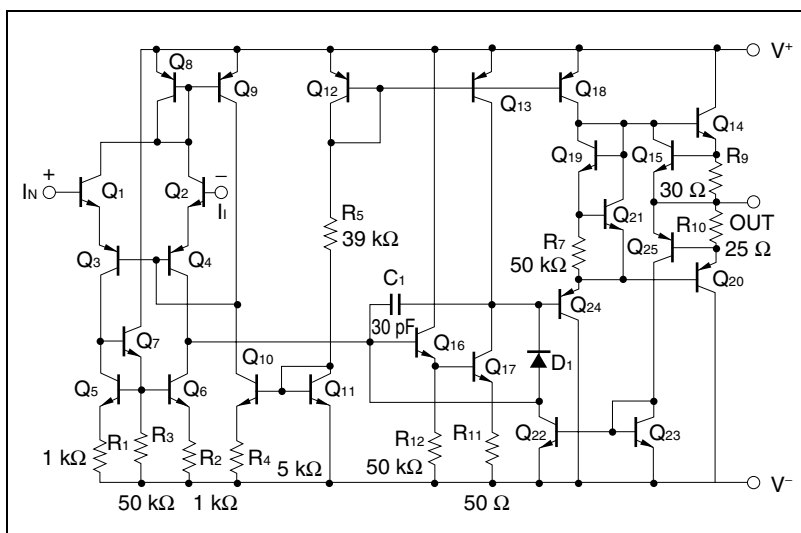 V⁺
Q₈
Q₉
Q₁₂
Q₁₃
Q₁₈
Q₁₄
+
–
Iɴ
Q₁
Q₂
Iɪ
Q₁₉
Q₁₅
R₉
30 Ω
R₅
39 kΩ
Q₂₁
OUT
Q₃
Q₄
R₇
50 kΩ
Q₂₅
R₁₀
25 Ω
C₁
30 pF
Q₂₄
Q₂₀
Q₇
Q₁₆
D₁
Q₅
Q₆
Q₁₀
Q₁₁
Q₁₇
R₁
1 kΩ
R₃
50 kΩ
R₂
1 kΩ
R₄
5 kΩ
R₁₂
50 kΩ
R₁₁
50 Ω
Q₂₂
Q₂₃
V⁻